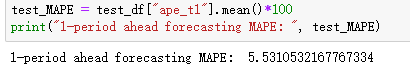 test_MAPE = test_df["ape_t1"].mean()*100
print("1-period ahead forecasting MAPE: ", test_MAPE)
1-period ahead forecasting MAPE:  5.5310532167767334